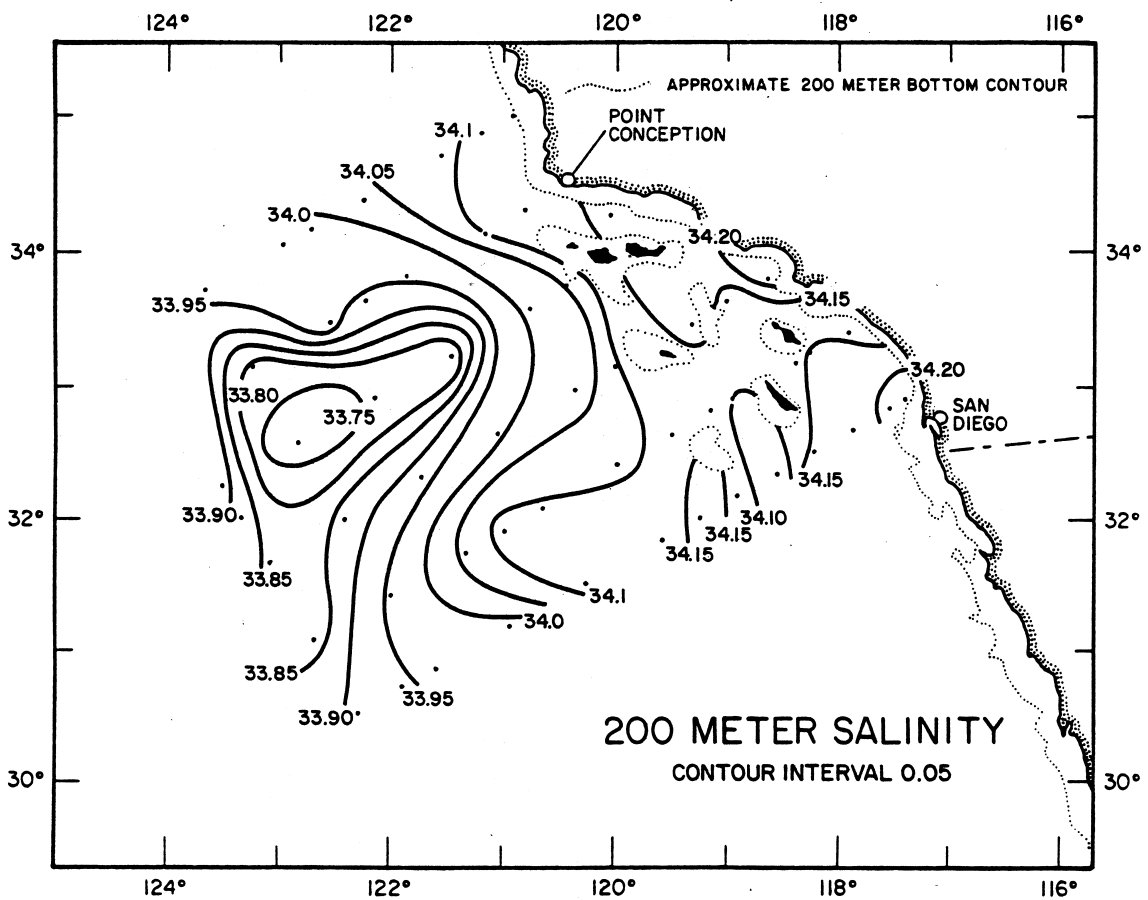 124° 122° 120° 118° 116°
APPROXIMATE 200 METER BOTTOM CONTOUR
POINT
CONCEPTION
34.1
34.05
34.0
34.20
34° 34°
33.95
34.15
34.20
33.80
33.75
SAN
DIEGO
34.15
33.90
34.10
32° 32°
34.15
34.15
33.85
34.1
34.0
33.85
33.95
33.90
200 METER SALINITY
CONTOUR INTERVAL 0.05
30° 30°
124° 122° 120° 118° 116°